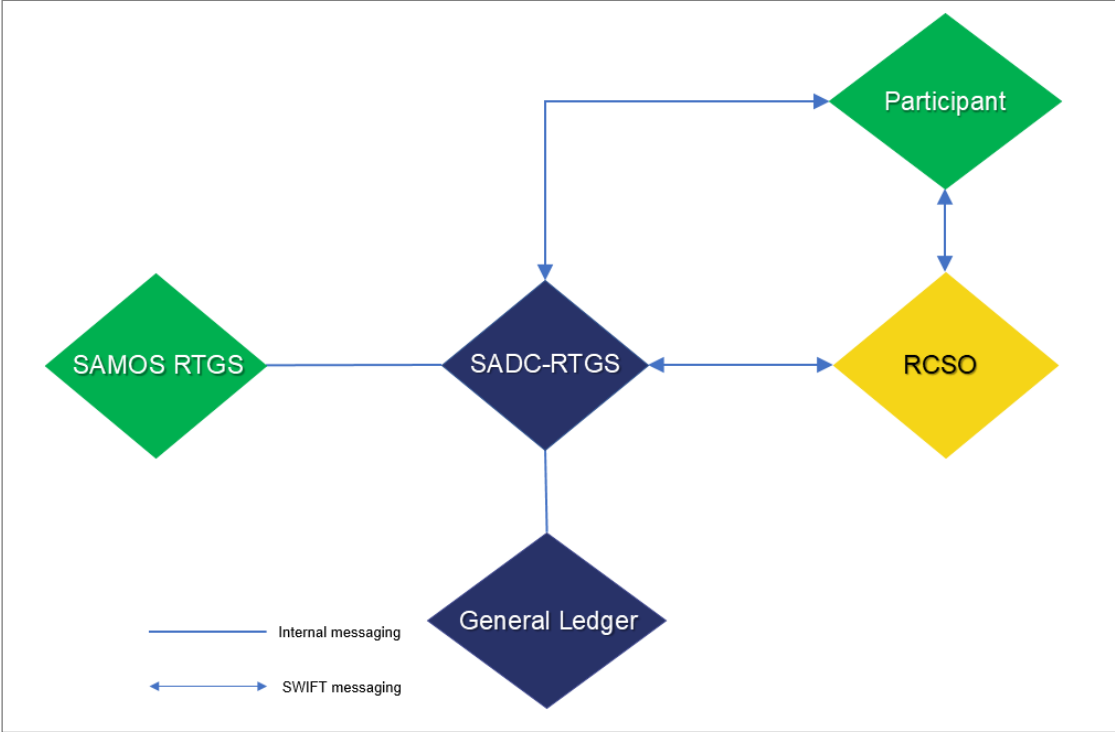 Participant
SAMOS RTGS
SADC-RTGS
RCSO
General Ledger
Internal messaging
SWIFT messaging